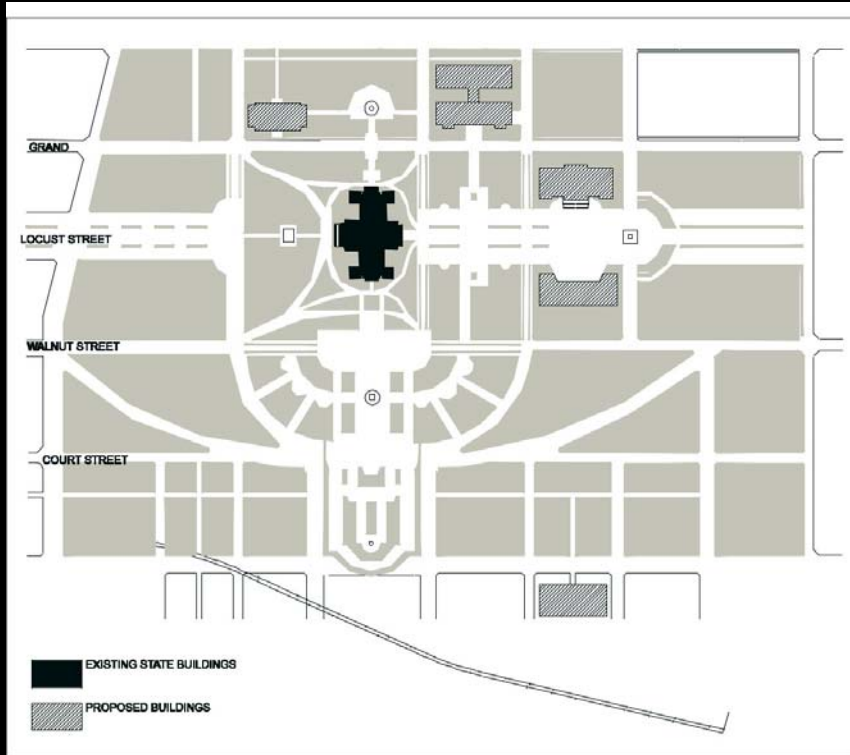 GRAND
LOCUST STREET
WALNUT STREET
COURT STREET
EXISTING STATE BUILDINGS
PROPOSED BUILDINGS